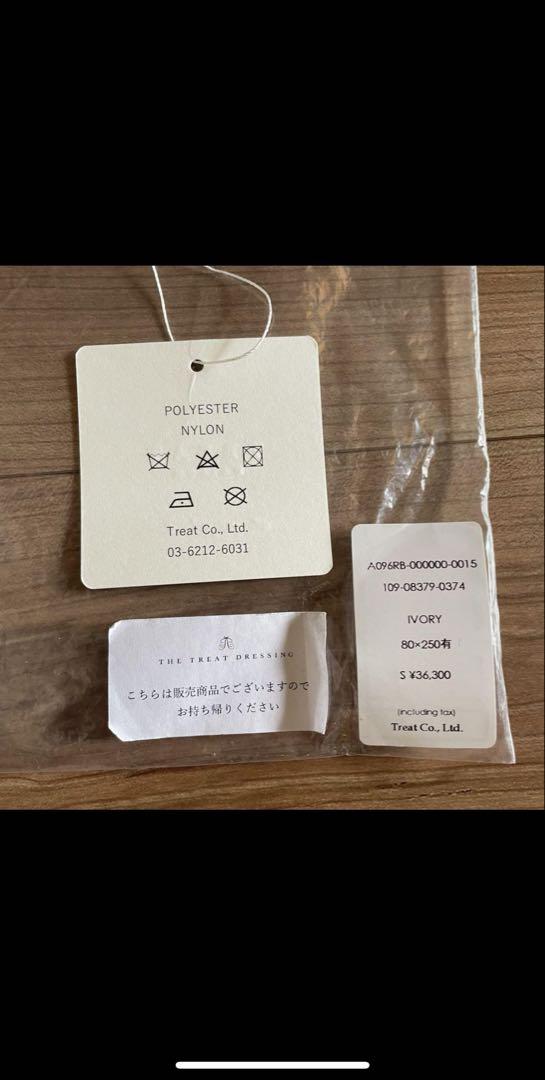 POLYESTER
NYLON
Treat Co., Ltd.
03-6212-6031
A096RB-000000-0015
109-08379-0374
IVORY
80×250有
S ¥36,300
(including tax)
Treat Co., Ltd.
THE TREAT DRESSING
こちらは販売商品でございますので
お持ち帰りください